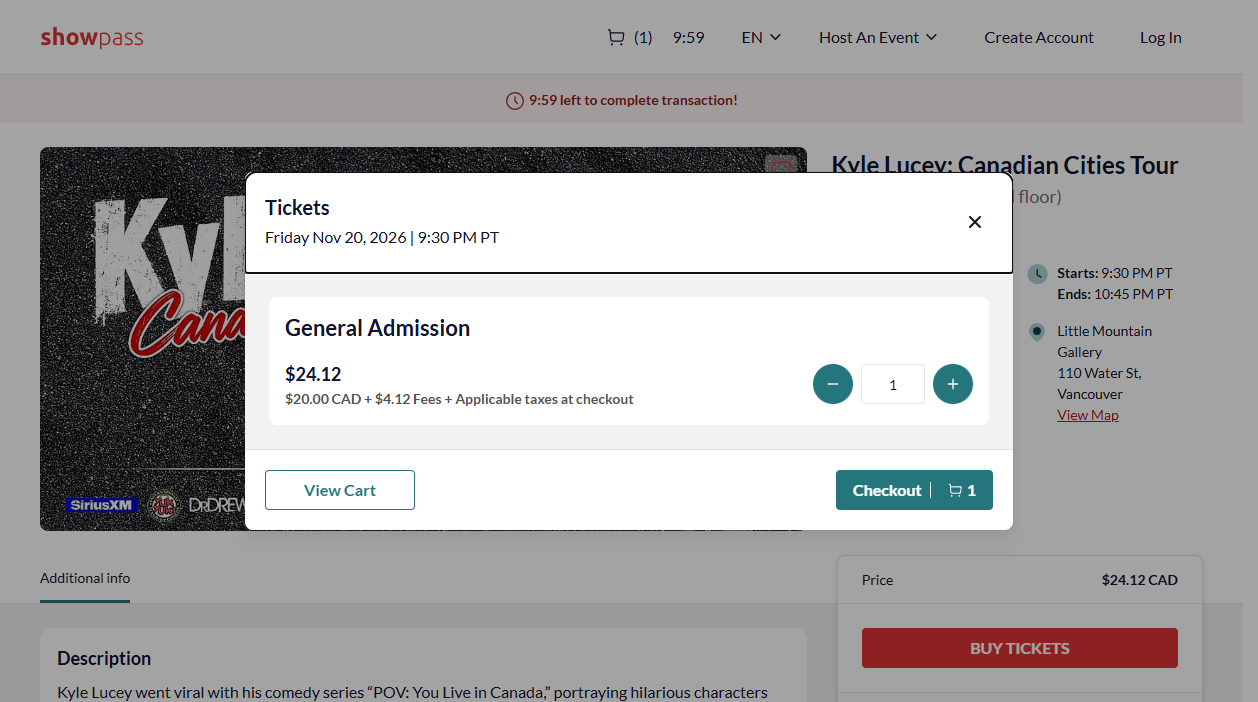 showpass
(1)
9:59
EN
Host An Event
Create Account
Log In
9:59 left to complete transaction!
Kyle Lucey: Canadian Cities Tour
floor)
Kyl
Cana
SiriusXM
DRDREW
Tickets
Friday Nov 20, 2026 | 9:30 PM PT
General Admission
$24.12
$20.00 CAD + $4.12 Fees + Applicable taxes at checkout
1
View Cart
Checkout | 1
Starts: 9:30 PM PT
Ends: 10:45 PM PT
Little Mountain
Gallery
110 Water St,
Vancouver
View Map
Additional info
Price
$24.12 CAD
BUY TICKETS
Description
Kyle Lucey went viral with his comedy series “POV: You Live in Canada,” portraying hilarious characters